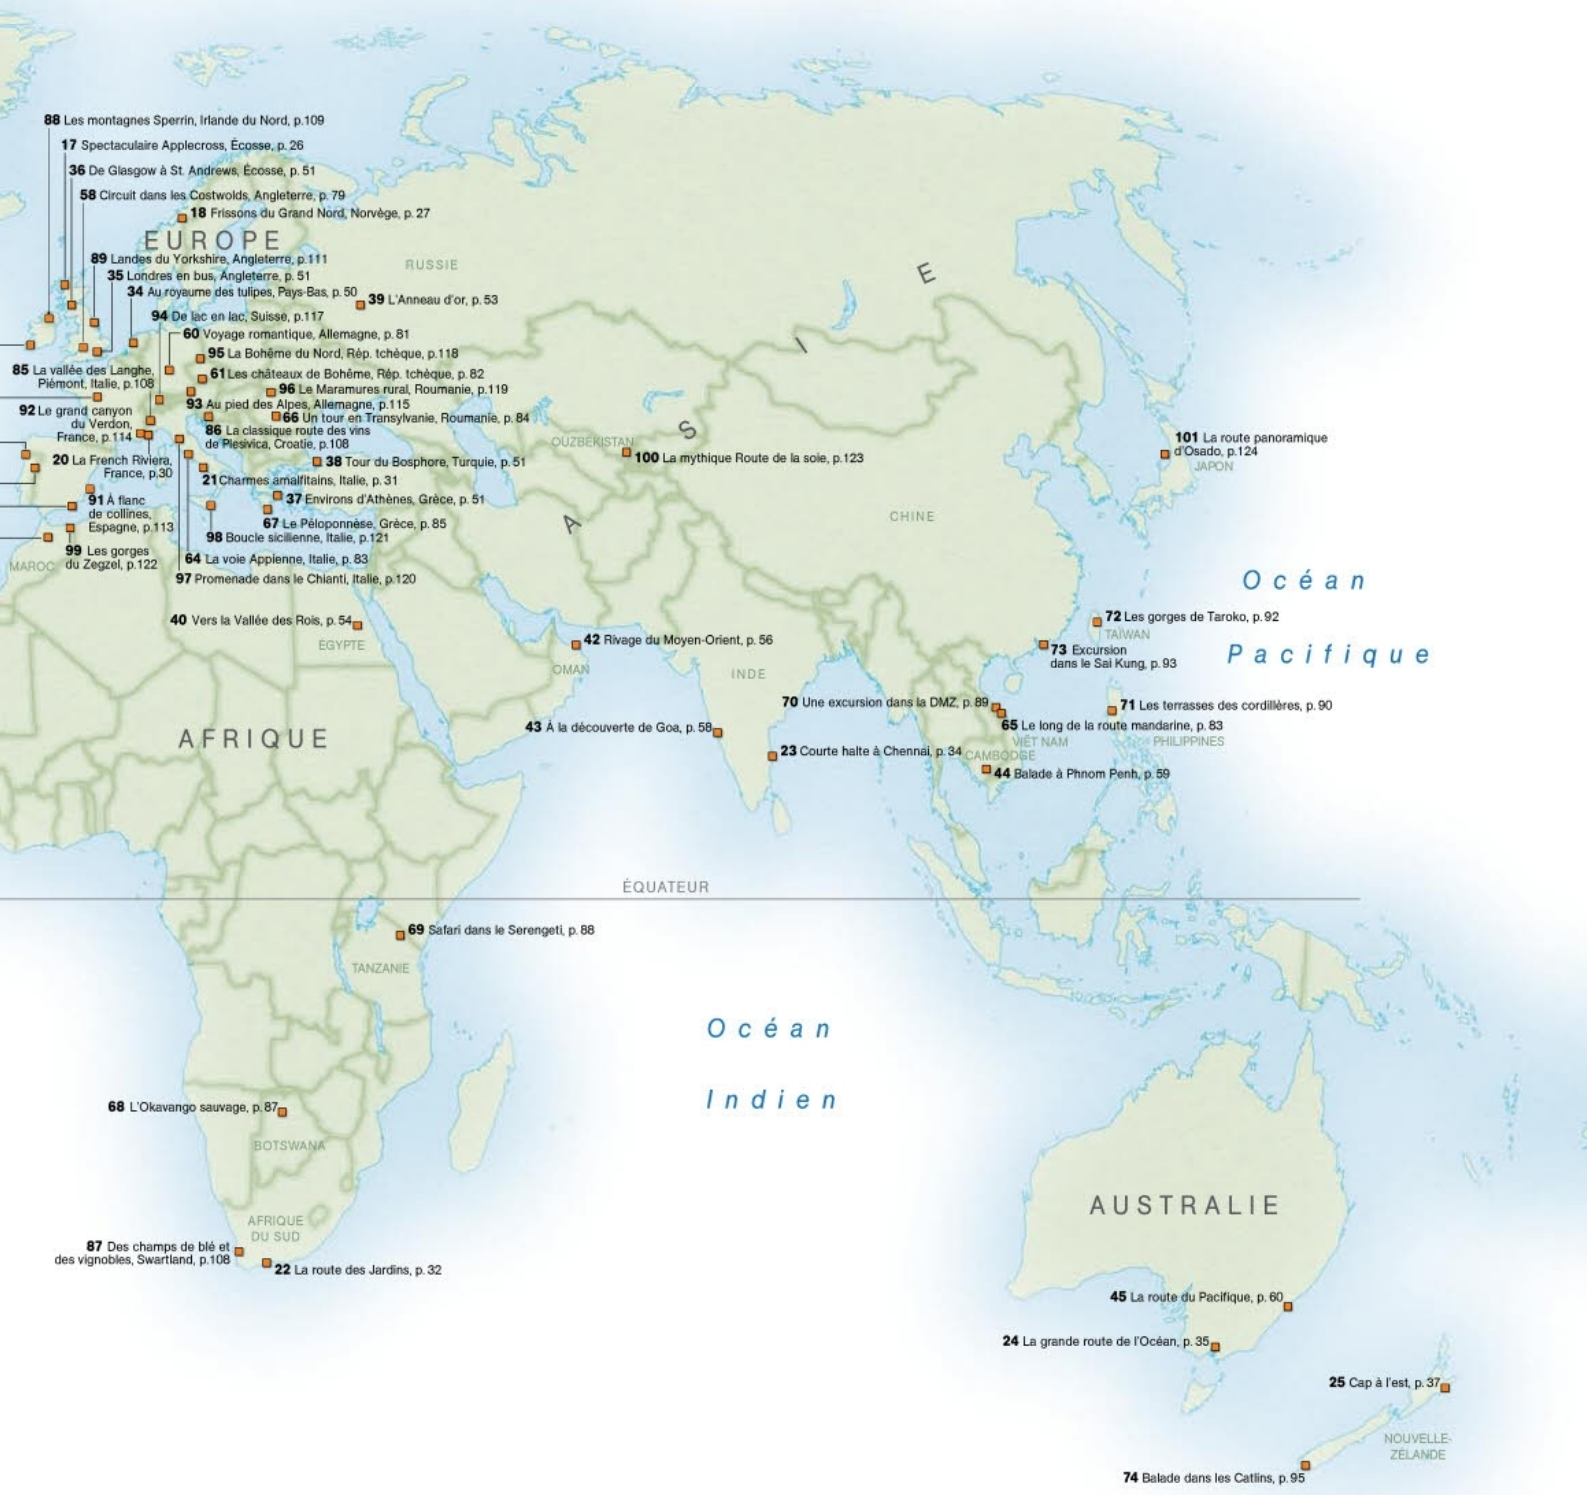 88 Les montagnes Sperrin, Irlande du Nord, p.109
17 Spectaculaire Applecross, Écosse, p. 26
36 De Glasgow à St. Andrews, Écosse, p. 51
58 Circuit dans les Costwolds, Angleterre, p. 79
18 Frissons du Grand Nord, Norvège, p. 27
EUROPE
89 Landes du Yorkshire, Angleterre, p.111
RUSSIE
35 Londres en bus, Angleterre, p. 51
34 Au royaume des tulipes, Pays-Bas, p. 50
39 L'Anneau d'or, p. 53
94 De lac en lac, Suisse, p.117
60 Voyage romantique, Allemagne, p. 81
95 La Bohême du Nord, Rép. tchèque, p.118
85 La vallée des Langhe,
Piémont, Italie, p.108
61 Les châteaux de Bohême, Rép. tchèque, p. 82
96 Le Maramures rural, Roumanie, p.119
93 Au pied des Alpes, Allemagne, p.115
92 Le grand canyon
du Verdon,
France, p.114
66 Un tour en Transylvanie, Roumanie, p. 84
86 La classique route des vins
de Plesivica, Croatie, p.108
20 La French Riviera,
France, p.30
38 Tour du Bosphore, Turquie, p. 51
21 Charmes amalfitains, Italie, p. 31
91 À flanc
de collines,
Espagne, p.113
37 Environs d'Athènes, Grèce, p. 51
67 Le Péloponnèse, Grèce, p. 85
98 Boucle sicilienne, Italie, p.121
99 Les gorges
du Zegzel, p.122
MAROC
64 La voie Appienne, Italie, p. 83
97 Promenade dans le Chianti, Italie, p.120
ASIE
OUZBÉKISTAN
100 La mythique Route de la soie, p.123
101 La route panoramique
d'Osado, p.124
JAPON
CHINE
Océan
Pacifique
40 Vers la Vallée des Rois, p. 54
ÉGYPTE
42 Rivage du Moyen-Orient, p. 56
OMAN
INDE
72 Les gorges de Taroko, p. 92
TAÏWAN
73 Excursion
dans le Sai Kung, p. 93
70 Une excursion dans la DMZ, p. 89
71 Les terrasses des cordillères, p. 90
65 Le long de la route mandarine, p. 83
VIÊT NAM
PHILIPPINES
43 À la découverte de Goa, p. 58
23 Courte halte à Chennai, p. 34
CAMBODGE
44 Balade à Phnom Penh, p. 59
AFRIQUE
ÉQUATEUR
69 Safari dans le Serengeti, p. 88
TANZANIE
Océan
Indien
68 L'Okavango sauvage, p. 87
BOTSWANA
AFRIQUE
DU SUD
87 Des champs de blé et
des vignobles, Swartland, p.108
22 La route des Jardins, p. 32
AUSTRALIE
45 La route du Pacifique, p. 60
24 La grande route de l'Océan, p. 35
25 Cap à l'est, p. 37
NOUVELLE-
ZÉLANDE
74 Balade dans les Catlins, p. 95